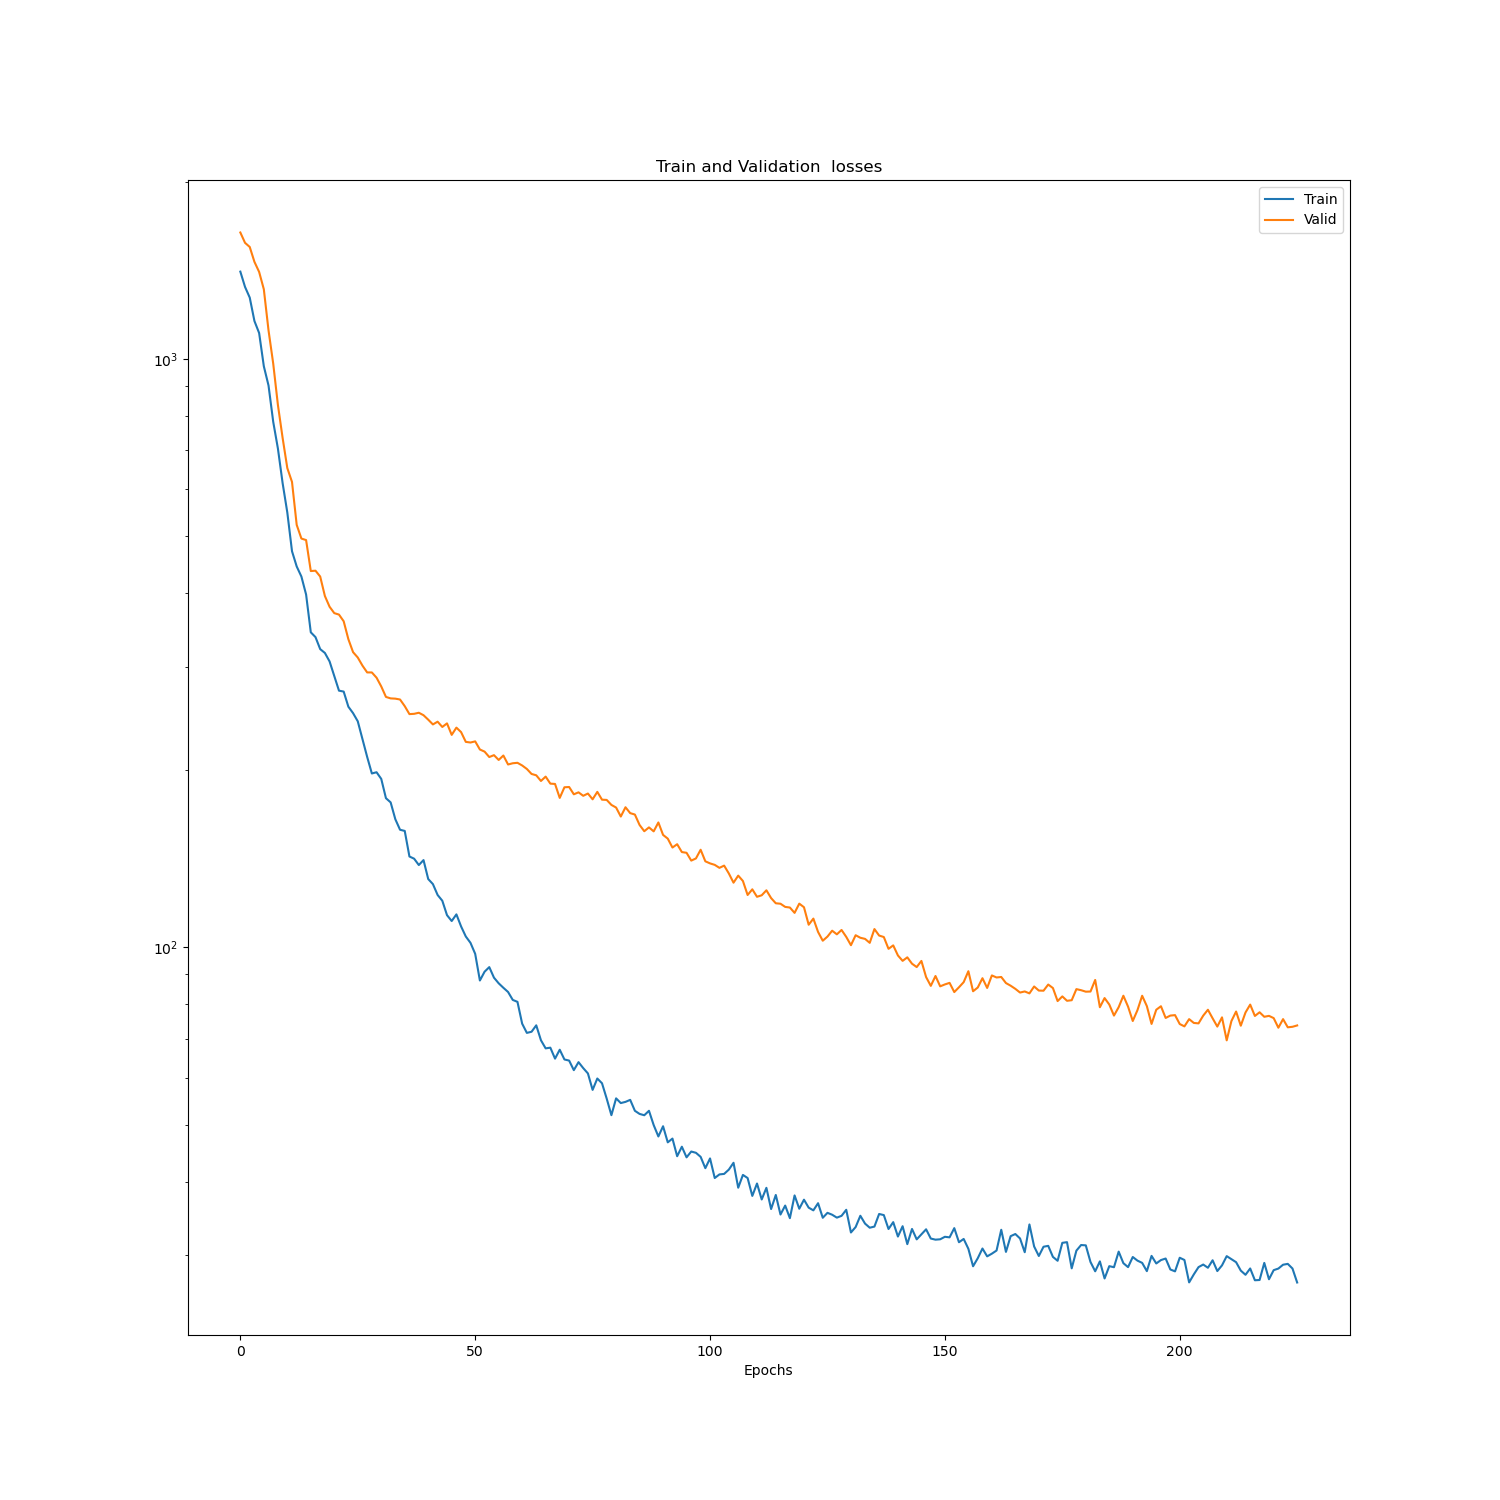 Train and Validation  losses
Train
Valid
10³
10²
0 50 100 150 200
Epochs